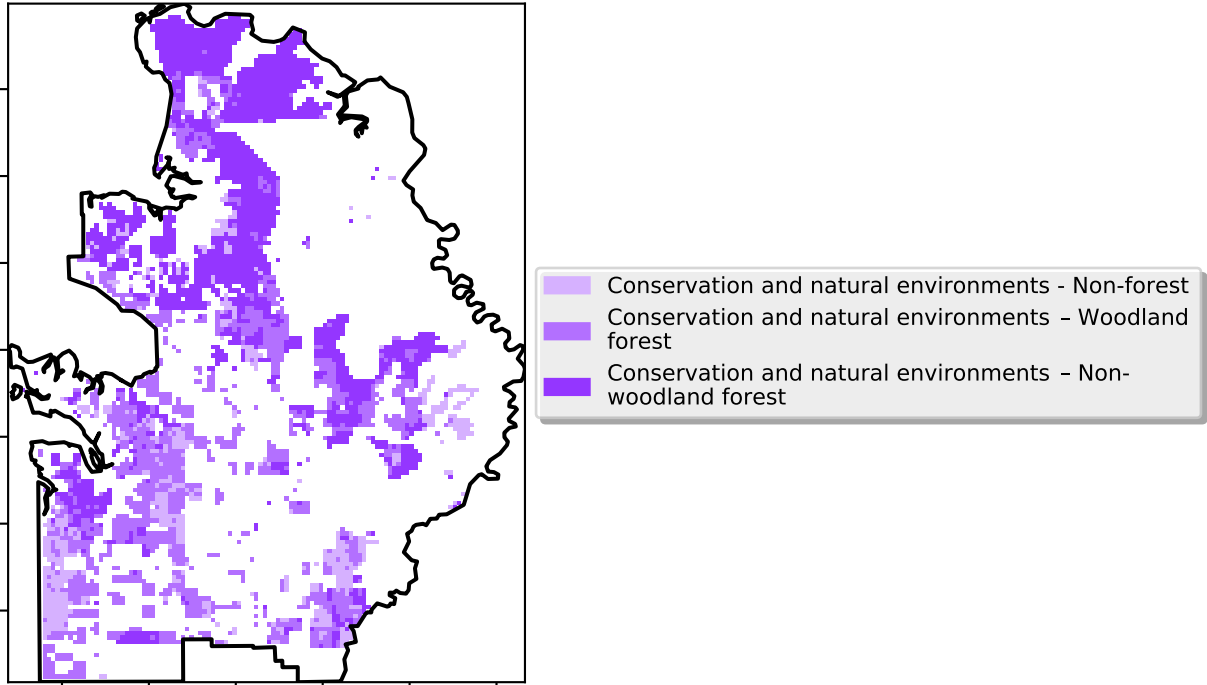 Conservation and natural environments - Non-forest
Conservation and natural environments – Woodland
forest
Conservation and natural environments – Non-
woodland forest